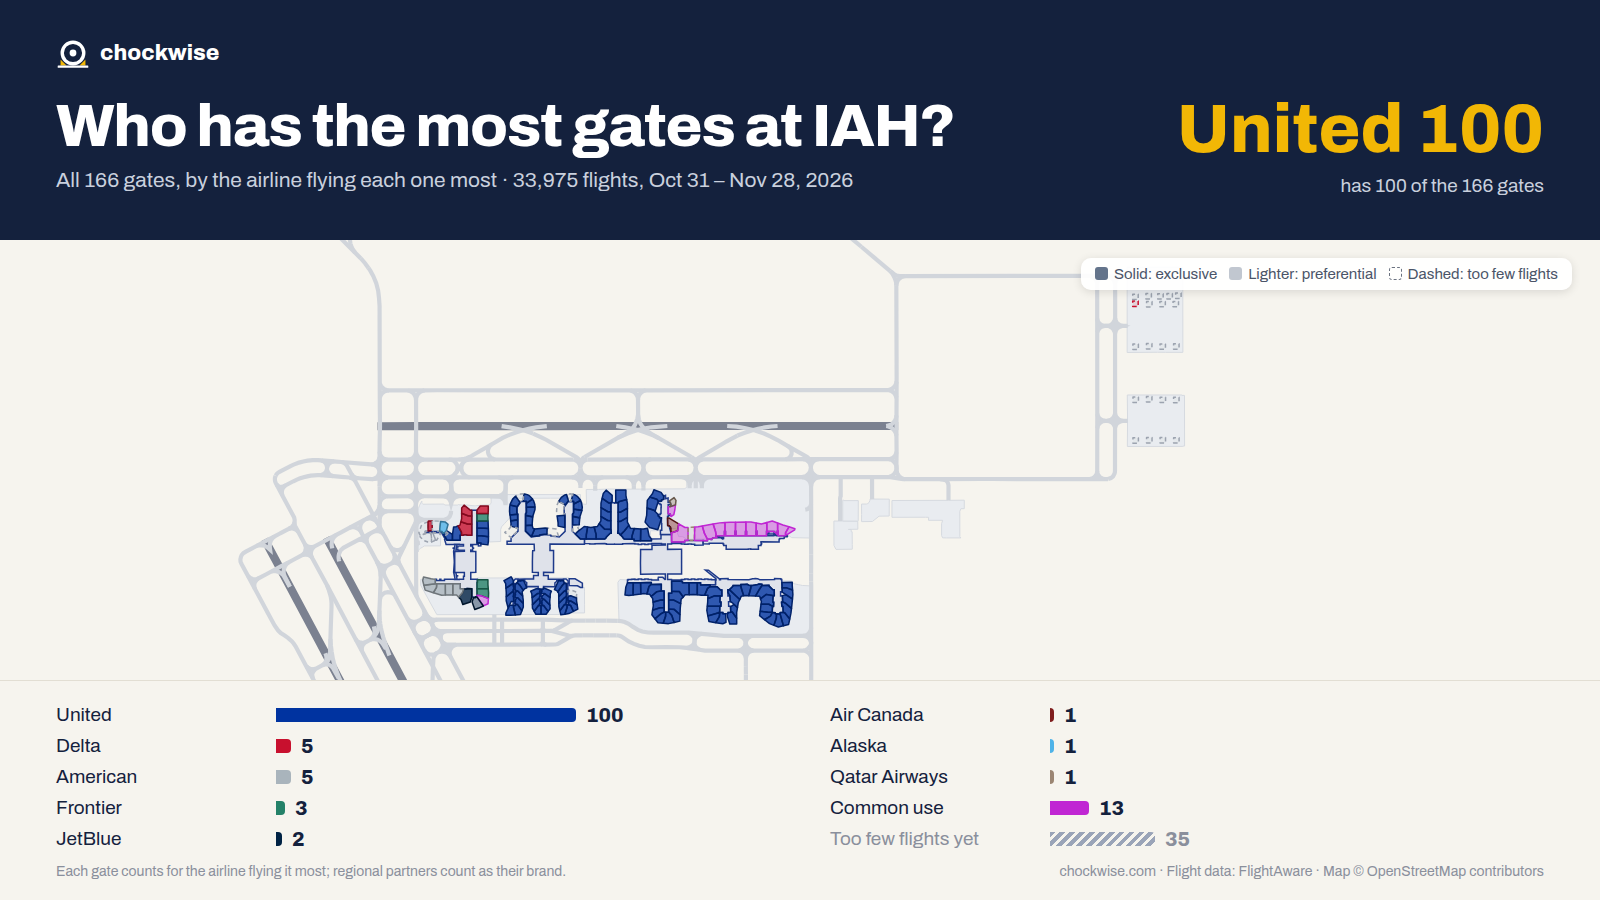 chockwise
Who has the most gates at IAH?
All 166 gates, by the airline flying each one most · 33,975 flights, Oct 31 – Nov 28, 2026
United 100
has 100 of the 166 gates
Solid: exclusive
Lighter: preferential
Dashed: too few flights
United 100
Delta 5
American 5
Frontier 3
JetBlue 2
Air Canada 1
Alaska 1
Qatar Airways 1
Common use 13
Too few flights yet 35
Each gate counts for the airline flying it most; regional partners count as their brand.
chockwise.com · Flight data: FlightAware · Map © OpenStreetMap contributors